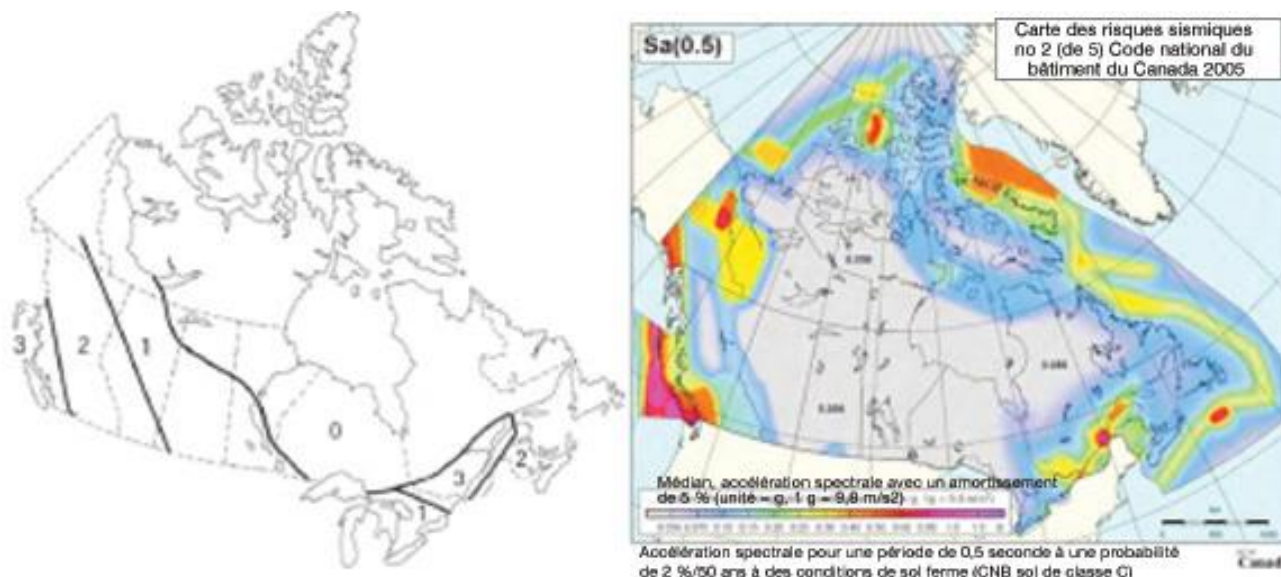 3
2
1
0
3
2
1
Sa(0.5)
Carte des risques sismiques
no 2 (de 5) Code national du
bâtiment du Canada 2005
Médian, accélération spectrale avec un amortissement
de 5 % (unité = g, 1 g = 9,8 m/s2)
Accélération spectrale pour une période de 0,5 seconde à une probabilité
de 2 %/50 ans à des conditions de sol ferme (CNB sol de classe C)
Canada